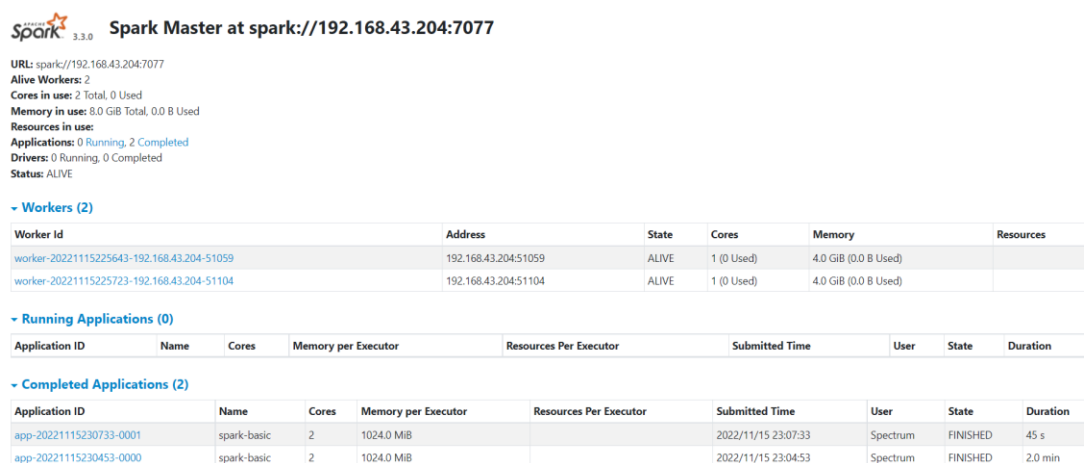 APACHE
Spark 3.3.0 Spark Master at spark://192.168.43.204:7077
URL: spark://192.168.43.204:7077
Alive Workers: 2
Cores in use: 2 Total, 0 Used
Memory in use: 8.0 GiB Total, 0.0 B Used
Resources in use:
Applications: 0 Running, 2 Completed
Drivers: 0 Running, 0 Completed
Status: ALIVE
Workers (2)
Worker Id Address State Cores Memory Resources
worker-20221115225643-192.168.43.204-51059 192.168.43.204:51059 ALIVE 1 (0 Used) 4.0 GiB (0.0 B Used)
worker-20221115225723-192.168.43.204-51104 192.168.43.204:51104 ALIVE 1 (0 Used) 4.0 GiB (0.0 B Used)
Running Applications (0)
Application ID Name Cores Memory per Executor Resources Per Executor Submitted Time User State Duration
Completed Applications (2)
Application ID Name Cores Memory per Executor Resources Per Executor Submitted Time User State Duration
app-20221115230733-0001 spark-basic 2 1024.0 MiB 2022/11/15 23:07:33 Spectrum FINISHED 45 s
app-20221115230453-0000 spark-basic 2 1024.0 MiB 2022/11/15 23:04:53 Spectrum FINISHED 2.0 min